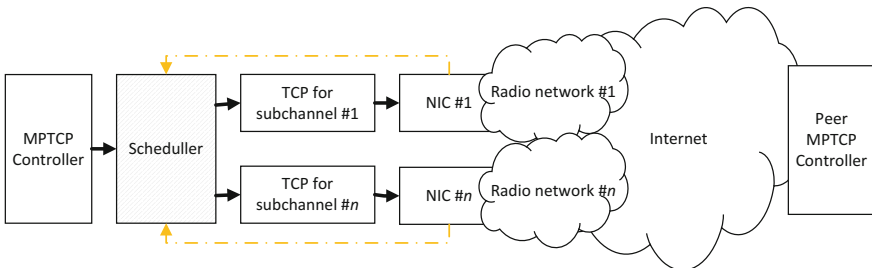 MPTCP
Controller
Scheduller
TCP for
subchannel #1
NIC #1
Radio network #1
TCP for
subchannel #n
NIC #n
Radio network #n
Internet
Peer
MPTCP
Controller